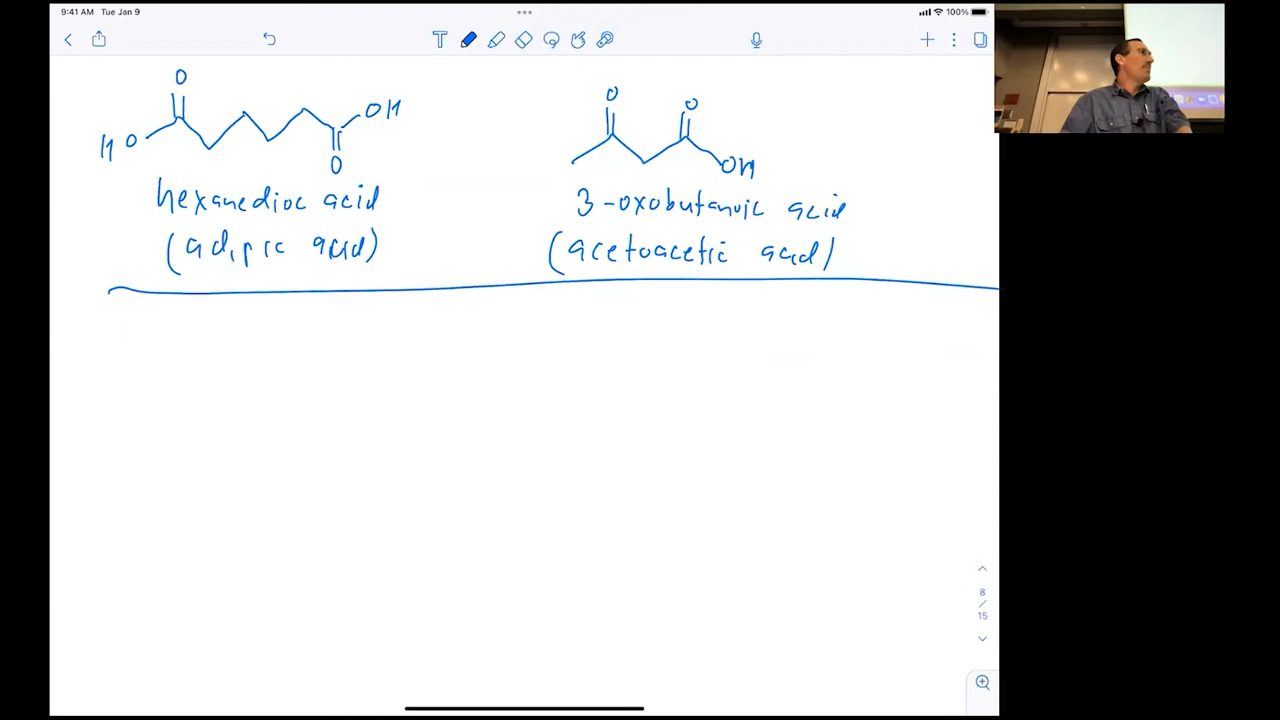 9:41 AM Tue Jan 9
100%
O
HO
OH
O
hexanedioc acid
(adipic acid)
O
O
OH
3-oxobutanoic acid
(acetoacetic acid)
8
/
15